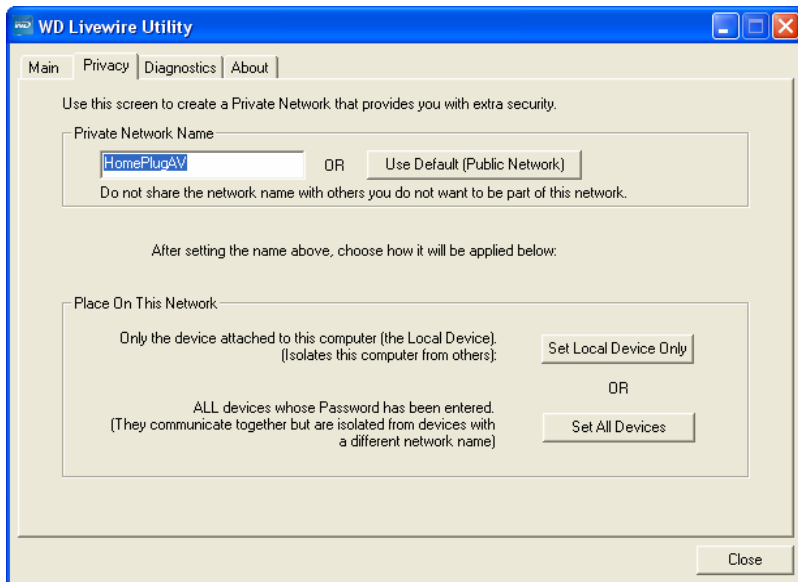 WD WD Livewire Utility
Main Privacy Diagnostics About
Use this screen to create a Private Network that provides you with extra security.
Private Network Name
HomePlugAV OR Use Default (Public Network)
Do not share the network name with others you do not want to be part of this network.
After setting the name above, choose how it will be applied below:
Place On This Network
Only the device attached to this computer (the Local Device).
(Isolates this computer from others):
Set Local Device Only
OR
ALL devices whose Password has been entered.
(They communicate together but are isolated from devices with
a different network name)
Set All Devices
Close